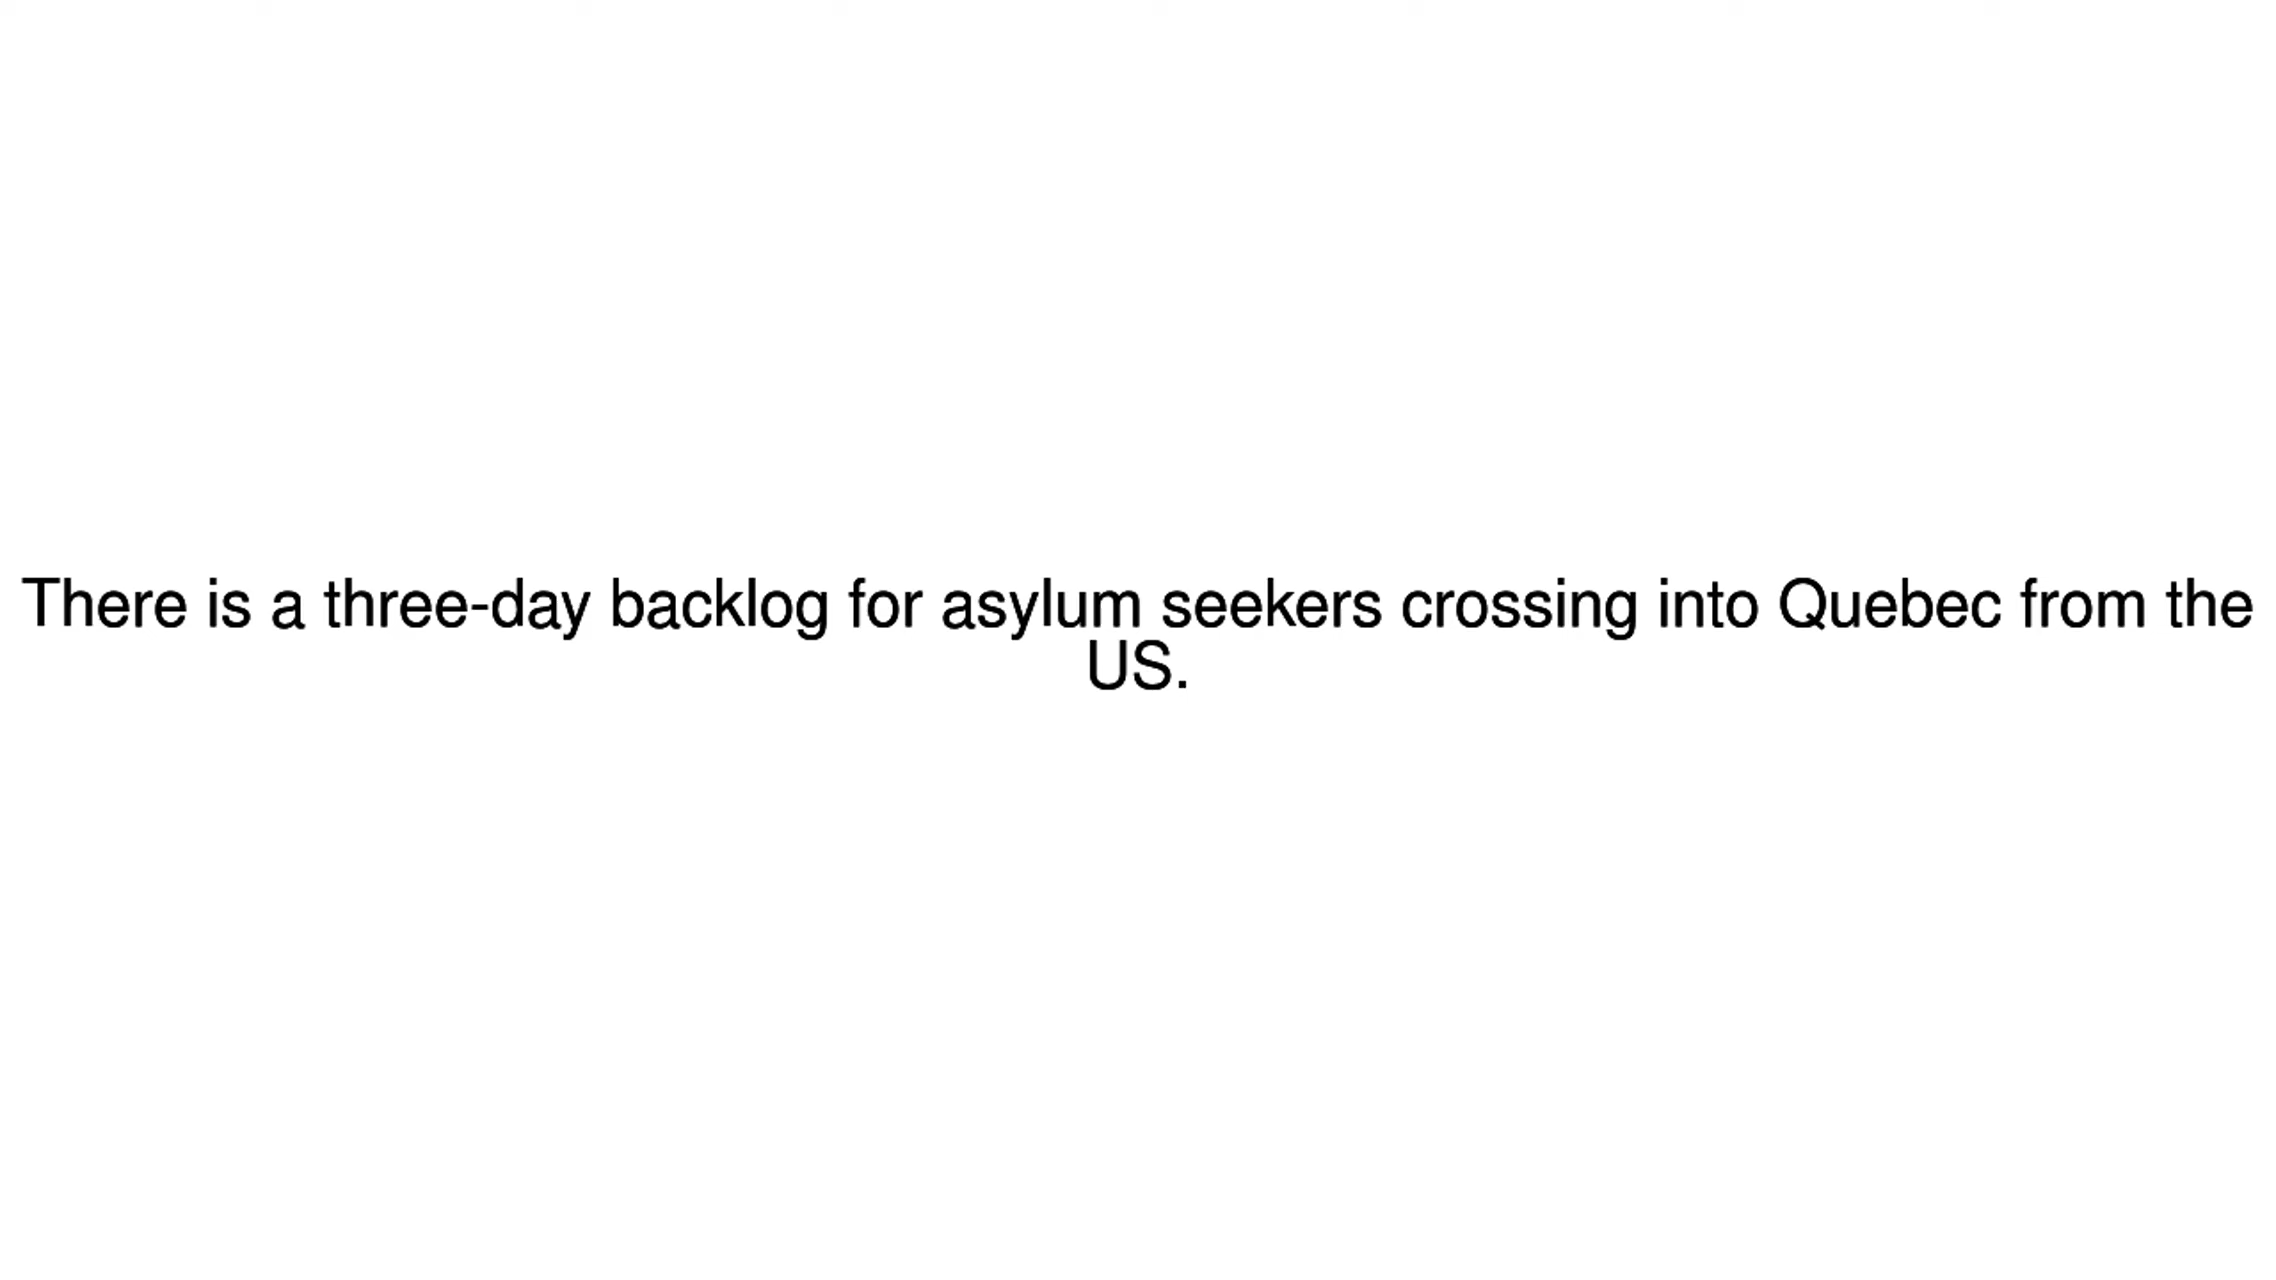 There is a three-day backlog for asylum seekers crossing into Quebec from the
US.